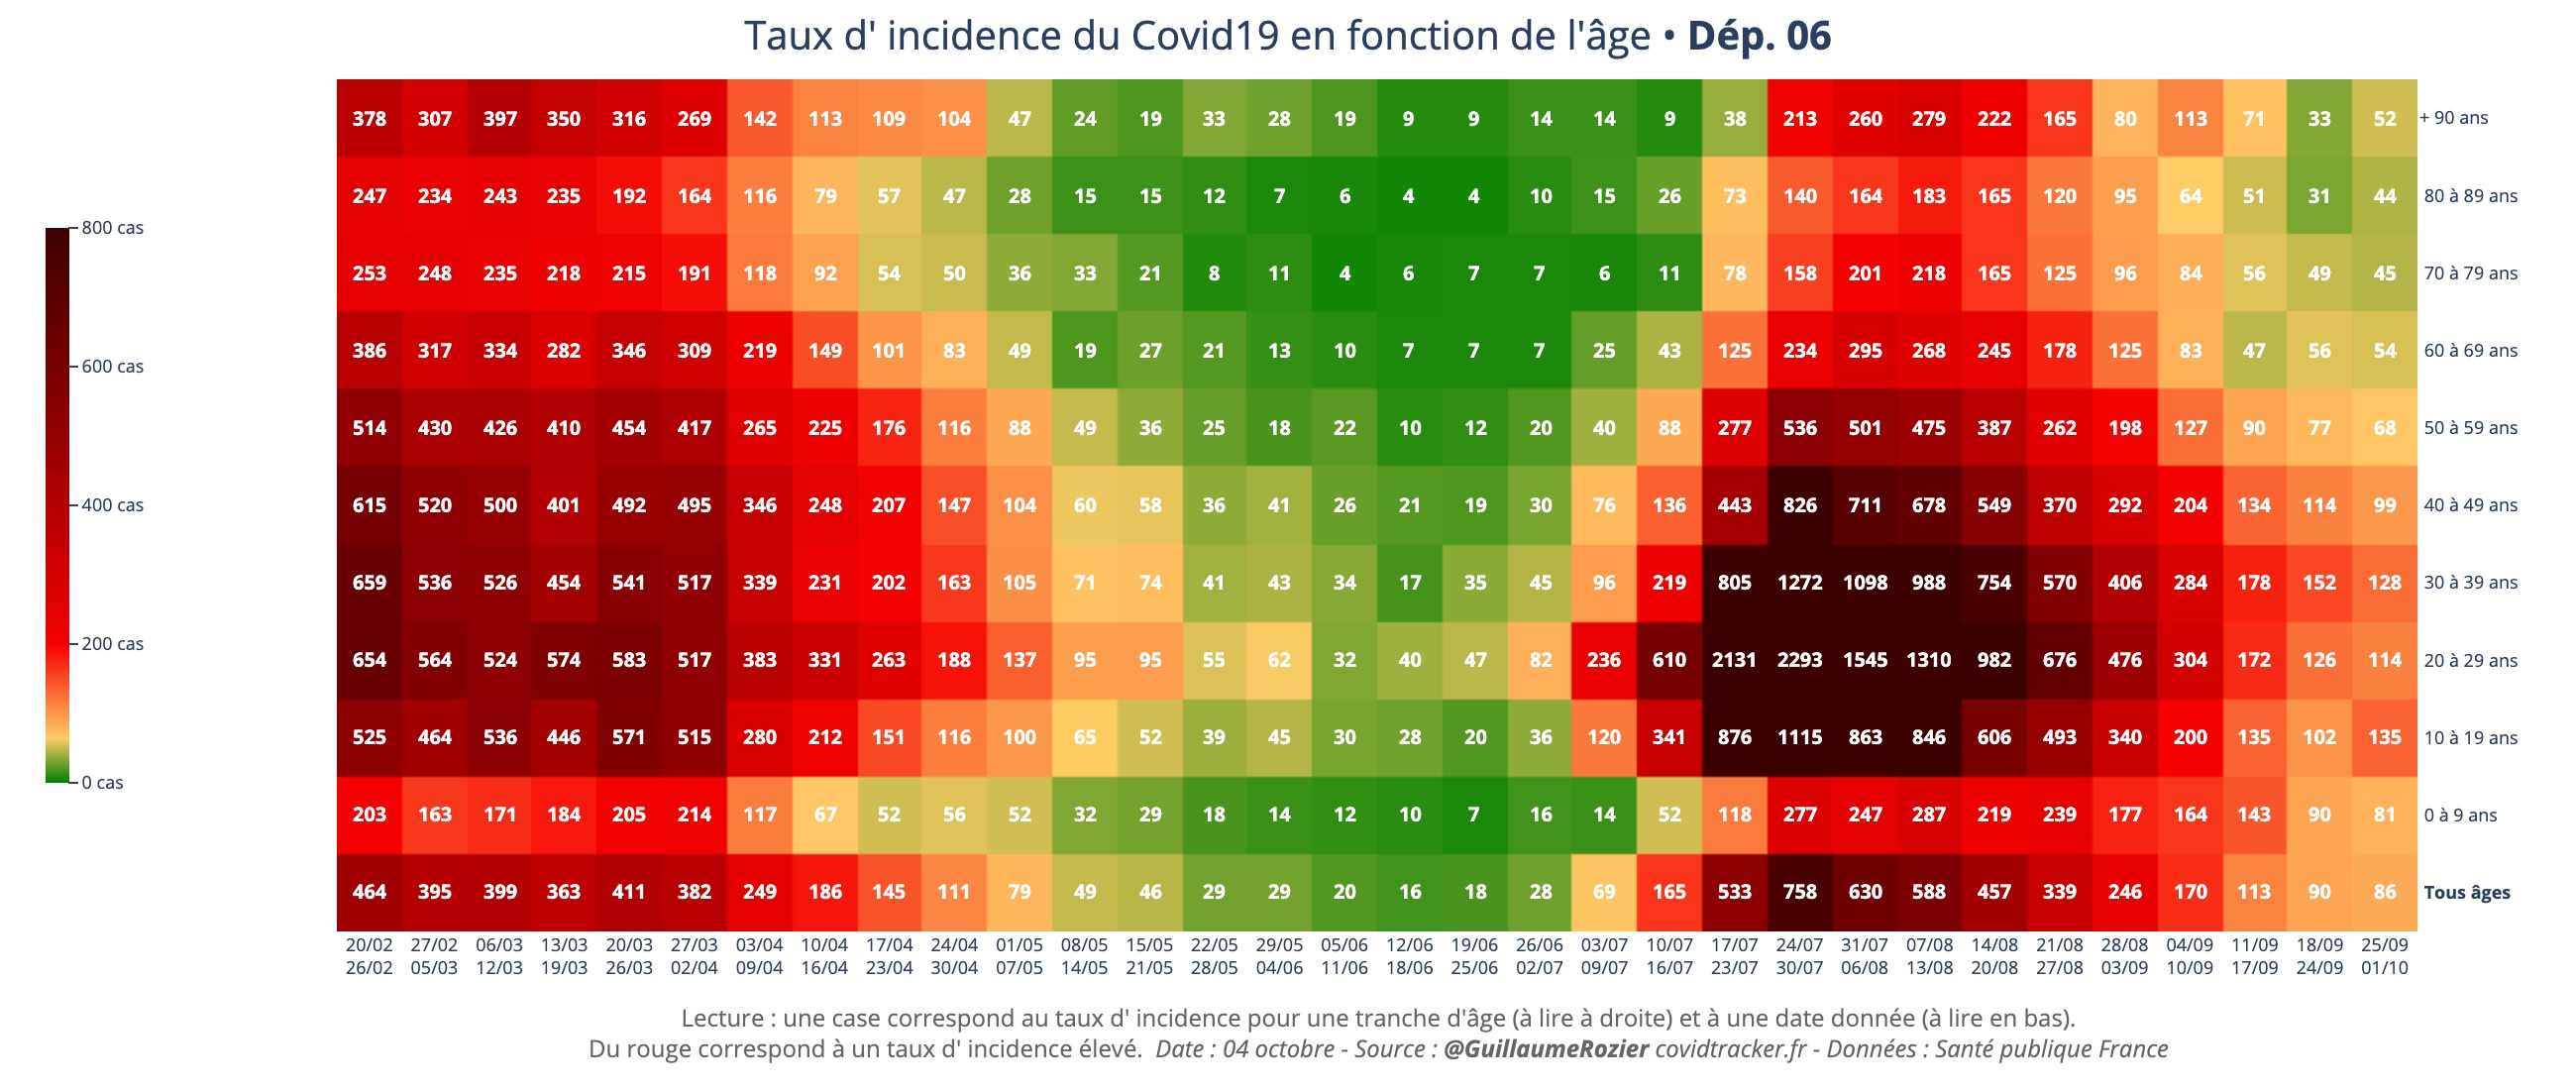 Taux d' incidence du Covid19 en fonction de l'âge • Dép. 06
800 cas
600 cas
400 cas
200 cas
0 cas
378 307 397 350 316 269 142 113 109 104 47 24 19 33 28 19 9 9 14 14 9 38 213 260 279 222 165 80 113 71 33 52 + 90 ans
247 234 243 235 192 164 116 79 57 47 28 15 15 12 7 6 4 4 10 15 26 73 140 164 183 165 120 95 64 51 31 44 80 à 89 ans
253 248 235 218 215 191 118 92 54 50 36 33 21 8 11 4 6 7 7 6 11 78 158 201 218 165 125 96 84 56 49 45 70 à 79 ans
386 317 334 282 346 309 219 149 101 83 49 19 27 21 13 10 7 7 7 25 43 125 234 295 268 245 178 125 83 47 56 54 60 à 69 ans
514 430 426 410 454 417 265 225 176 116 88 49 36 25 18 22 10 12 20 40 88 277 536 501 475 387 262 198 127 90 77 68 50 à 59 ans
615 520 500 401 492 495 346 248 207 147 104 60 58 36 41 26 21 19 30 76 136 443 826 711 678 549 370 292 204 134 114 99 40 à 49 ans
659 536 526 454 541 517 339 231 202 163 105 71 74 41 43 34 17 35 45 96 219 805 1272 1098 988 754 570 406 284 178 152 128 30 à 39 ans
654 564 524 574 583 517 383 331 263 188 137 95 95 55 62 32 40 47 82 236 610 2131 2293 1545 1310 982 676 476 304 172 126 114 20 à 29 ans
525 464 536 446 571 515 280 212 151 116 100 65 52 39 45 30 28 20 36 120 341 876 1115 863 846 606 493 340 200 135 102 135 10 à 19 ans
203 163 171 184 205 214 117 67 52 56 52 32 29 18 14 12 10 7 16 14 52 118 277 247 287 219 239 177 164 143 90 81 0 à 9 ans
464 395 399 363 411 382 249 186 145 111 79 49 46 29 29 20 16 18 28 69 165 533 758 630 588 457 339 246 170 113 90 86 Tous âges
20/02 27/02 06/03 13/03 20/03 27/03 03/04 10/04 17/04 24/04 01/05 08/05 15/05 22/05 29/05 05/06 12/06 19/06 26/06 03/07 10/07 17/07 24/07 31/07 07/08 14/08 21/08 28/08 04/09 11/09 18/09 25/09
26/02 05/03 12/03 19/03 26/03 02/04 09/04 16/04 23/04 30/04 07/05 14/05 21/05 28/05 04/06 11/06 18/06 25/06 02/07 09/07 16/07 23/07 30/07 06/08 13/08 20/08 27/08 03/09 10/09 17/09 24/09 01/10
Lecture : une case correspond au taux d' incidence pour une tranche d'âge (à lire à droite) et à une date donnée (à lire en bas).
Du rouge correspond à un taux d' incidence élevé. Date : 04 octobre - Source : @GuillaumeRozier covidtracker.fr - Données : Santé publique France